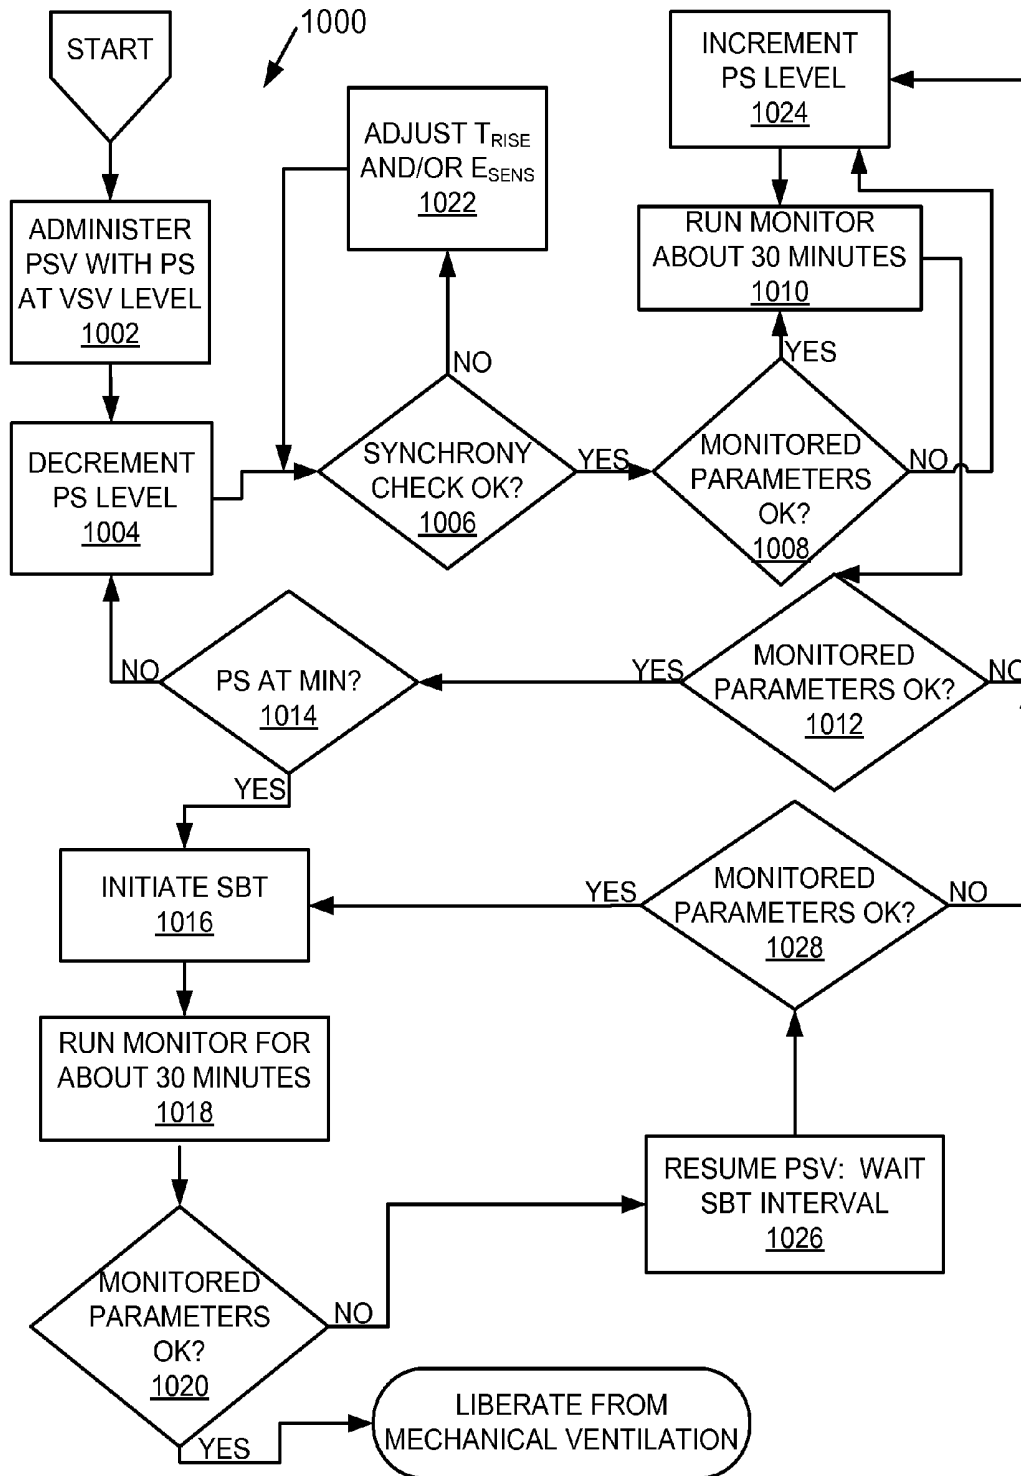 START
1000
INCREMENT
PS LEVEL
1024
ADJUST TRISE
AND/OR ESENS
1022
ADMINISTER
PSV WITH PS
AT VSV LEVEL
1002
RUN MONITOR
ABOUT 30 MINUTES
1010
NO
YES
DECREMENT
PS LEVEL
1004
SYNCHRONY
CHECK OK?
1006
YES
MONITORED
PARAMETERS
OK?
1008
NO
NO
PS AT MIN?
1014
YES
YES
MONITORED
PARAMETERS OK?
1012
NO
INITIATE SBT
1016
YES
MONITORED
PARAMETERS OK?
1028
NO
RUN MONITOR FOR
ABOUT 30 MINUTES
1018
RESUME PSV: WAIT
SBT INTERVAL
1026
MONITORED
PARAMETERS
OK?
1020
NO
YES
LIBERATE FROM
MECHANICAL VENTILATION